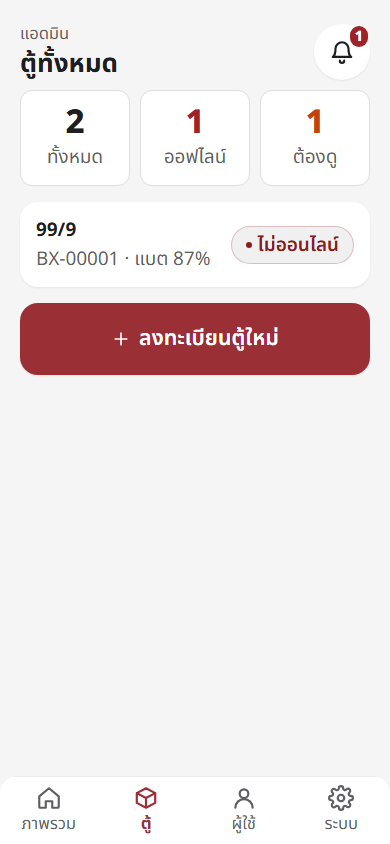 แอดมิน
ตู้ทั้งหมด
1
2
ทั้งหมด
1
ออฟไลน์
1
ต้องดู
99/9
BX-00001 · แบต 87%
ไม่ออนไลน์
+ ลงทะเบียนตู้ใหม่
ภาพรวม
ตู้
ผู้ใช้
ระบบ